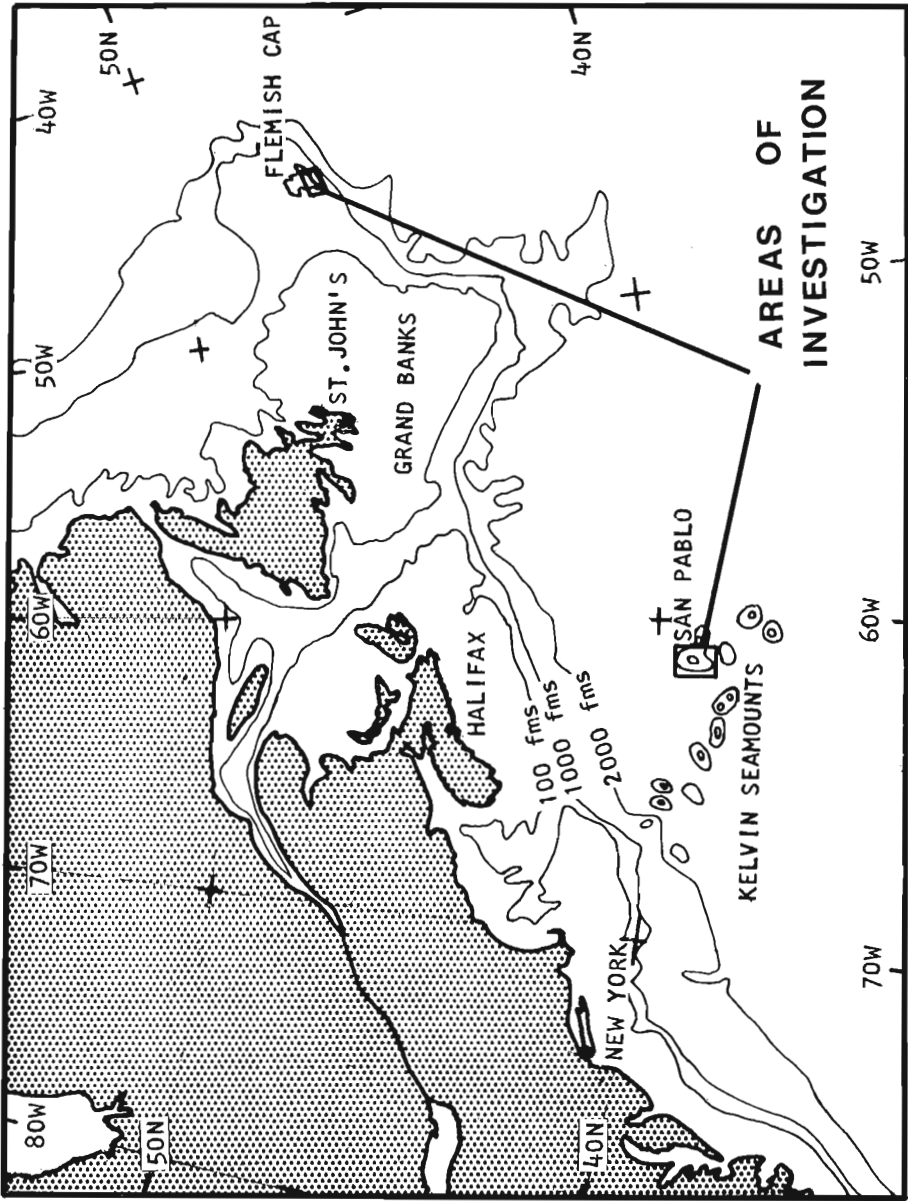 80W
70W
60W
50W
40W
50N
50N
FLEMISH CAP
ST. JOHN'S
GRAND BANKS
HALIFAX
100 fms
1000 fms
2000 fms
NEW YORK
40N
40N
SAN PABLO
KELVIN SEAMOUNTS
AREAS OF
INVESTIGATION
70W
60W
50W